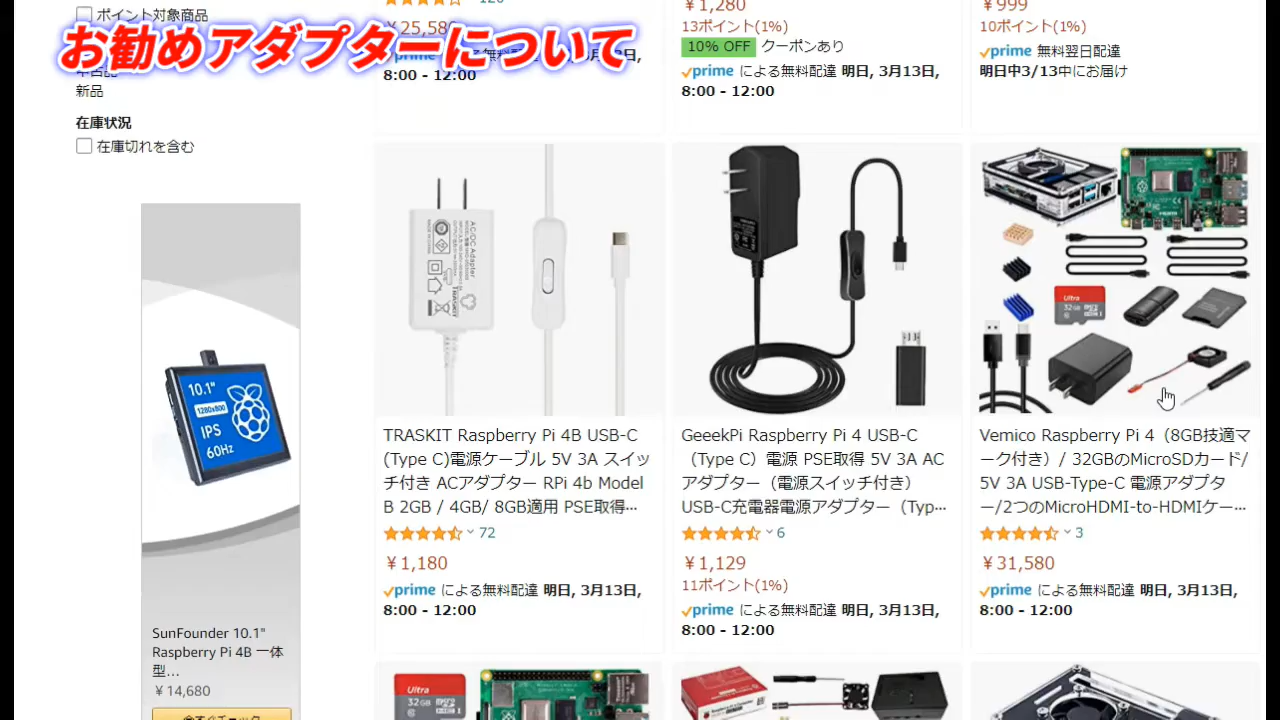 ポイント対象商品
お勧めアダプターについて
新品
在庫状況
在庫切れを含む
￥25,580
8:00 - 12:00
￥1,280
13ポイント(1%)
10% OFF クーポンあり
prime による無料配達 明日, 3月13日,
8:00 - 12:00
￥999
10ポイント(1%)
prime 無料翌日配達
明日中3/13中にお届け
10.1"
1280x800
IPS
60Hz
SunFounder 10.1"
Raspberry Pi 4B 一体
型…
￥14,680
AC/DC Adapter
TRASKIT
TRASKIT Raspberry Pi 4B USB-C
(Type C)電源ケーブル 5V 3A スイッ
チ付き ACアダプター RPi 4b Model
B 2GB / 4GB/ 8GB適用 PSE取得…
72
￥1,180
prime による無料配達 明日, 3月13日,
8:00 - 12:00
GeeekPi Raspberry Pi 4 USB-C
（Type C）電源 PSE取得 5V 3A AC
アダプター（電源スイッチ付き）
USB-C充電器電源アダプター（Typ…
6
￥1,129
11ポイント(1%)
prime による無料配達 明日, 3月13日,
8:00 - 12:00
Ultra
32GB
Vemico Raspberry Pi 4（8GB技適マ
ーク付き）/ 32GBのMicroSDカード/
5V 3A USB-Type-C 電源アダプタ
ー/2つのMicroHDMI-to-HDMIケー…
3
￥31,580
prime による無料配達 明日, 3月13日,
8:00 - 12:00
Ultra
32GB